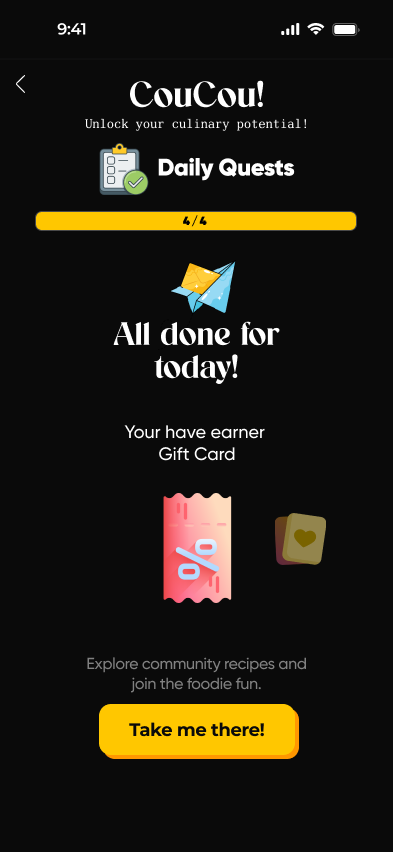 9:41
CouCou!
Unlock your culinary potential!
Daily Quests
4/4
All done for
today!
Your have earner
Gift Card
%
Explore community recipes and
join the foodie fun.
Take me there!